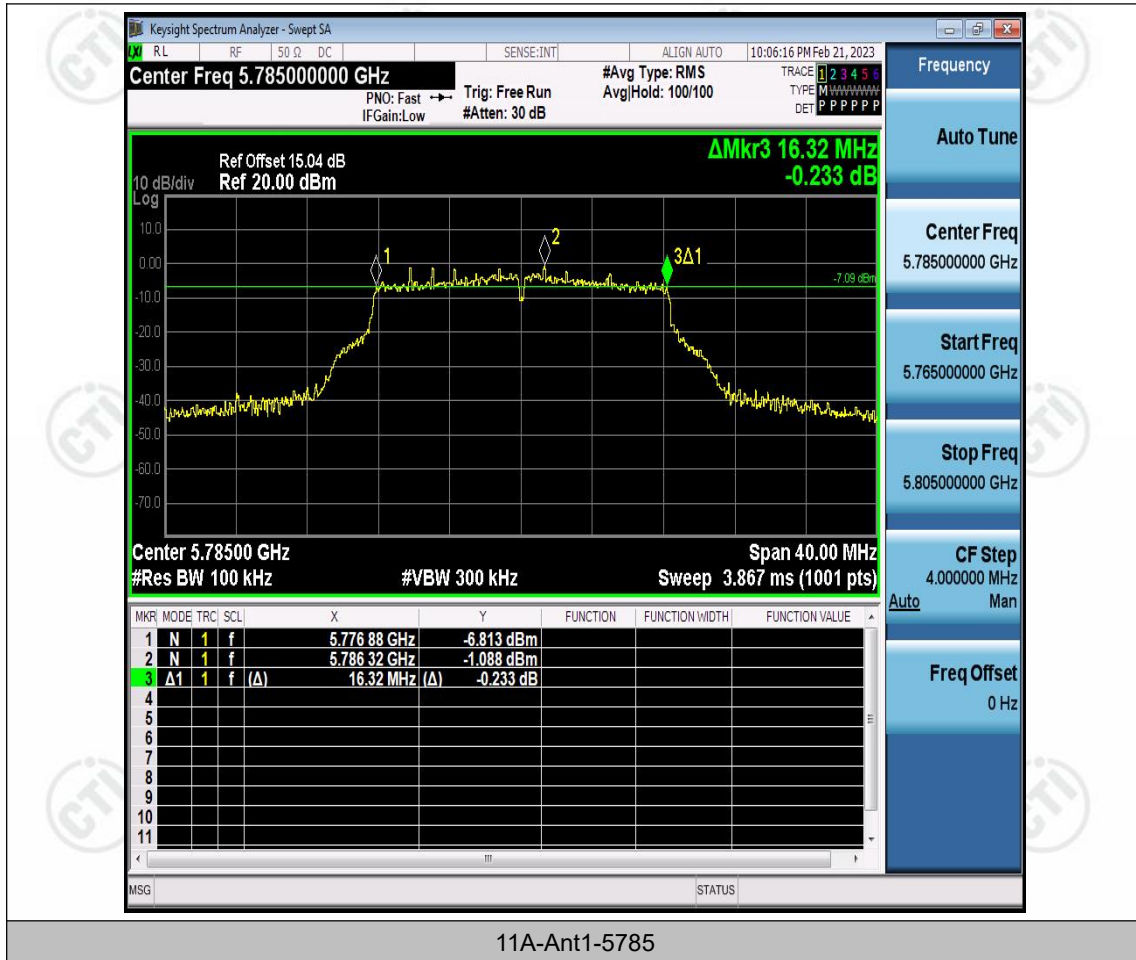 Keysight Spectrum Analyzer - Swept SA
LXI RL RF 50 Ω DC SENSE:INT ALIGN AUTO 10:06:16 PM Feb 21, 2023
Center Freq 5.785000000 GHz
PNO: Fast
IFGain:Low
Trig: Free Run
#Atten: 30 dB
#Avg Type: RMS
Avg|Hold: 100/100
TRACE 1 2 3 4 5 6
TYPE M WWWWW
DET P P P P P P
ΔMkr3 16.32 MHz
-0.233 dB
Ref Offset 15.04 dB
10 dB/div Ref 20.00 dBm
Log
10.0
0.00
-10.0
-20.0
-30.0
-40.0
-50.0
-60.0
-70.0
1
2
3Δ1
-7.09 dBm
Center 5.78500 GHz Span 40.00 MHz
#Res BW 100 kHz #VBW 300 kHz Sweep 3.867 ms (1001 pts)
MKR MODE TRC SCL X Y FUNCTION FUNCTION WIDTH FUNCTION VALUE
1 N 1 f 5.776 88 GHz -6.813 dBm
2 N 1 f 5.786 32 GHz -1.088 dBm
3 Δ1 1 f (Δ) 16.32 MHz (Δ) -0.233 dB
4
5
6
7
8
9
10
11
MSG STATUS
Frequency
Auto Tune
Center Freq
5.785000000 GHz
Start Freq
5.765000000 GHz
Stop Freq
5.805000000 GHz
CF Step
4.000000 MHz
Auto Man
Freq Offset
0 Hz
CTI
CTI
CTI
CTI
CTI
CTI
11A-Ant1-5785